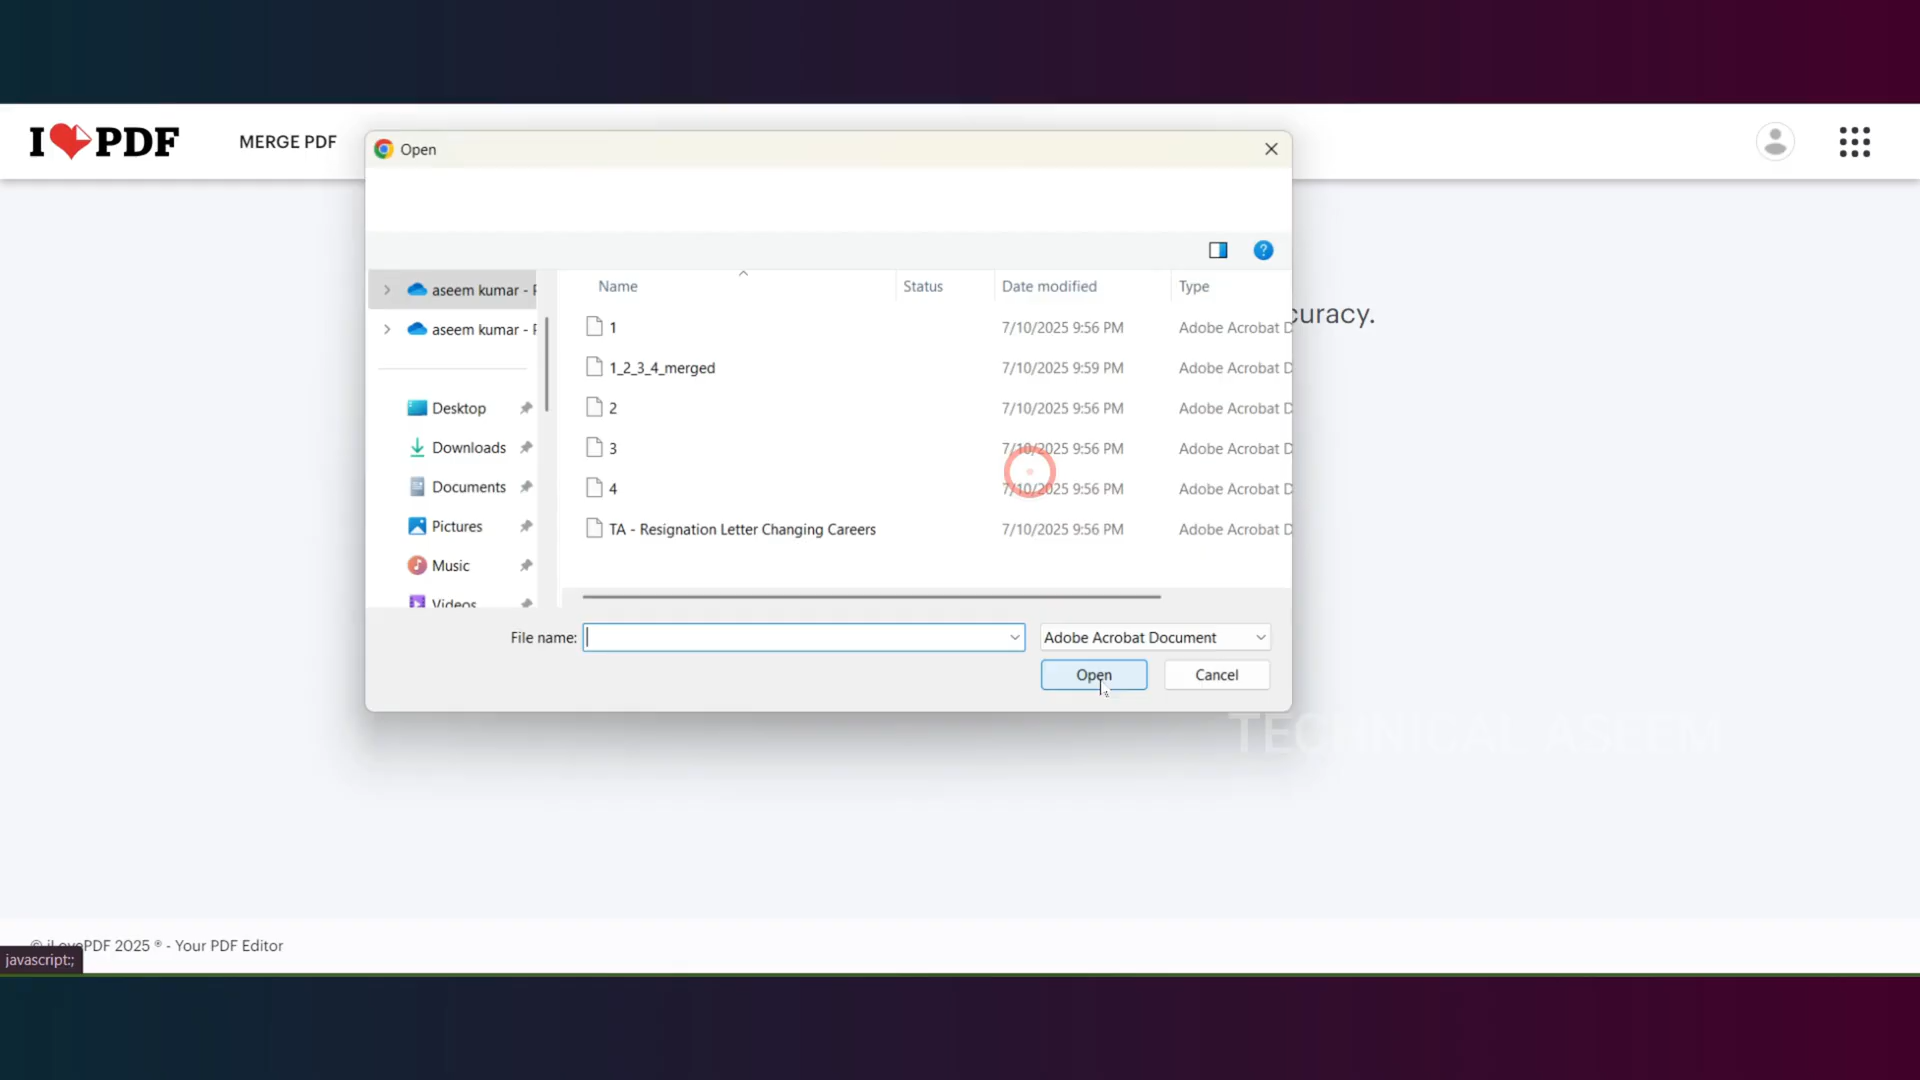 I PDF
MERGE PDF
Open
Name Status Date modified Type
aseem kumar - P
aseem kumar - P
Desktop
Downloads
Documents
Pictures
Music
Videos
1 7/10/2025 9:56 PM Adobe Acrobat D
1_2_3_4_merged 7/10/2025 9:59 PM Adobe Acrobat D
2 7/10/2025 9:56 PM Adobe Acrobat D
3 7/10/2025 9:56 PM Adobe Acrobat D
4 7/10/2025 9:56 PM Adobe Acrobat D
TA - Resignation Letter Changing Careers 7/10/2025 9:56 PM Adobe Acrobat D
curacy.
File name: Adobe Acrobat Document
Open Cancel
TECHNICAL ASEEM
© iLovePDF 2025 ® - Your PDF Editor
javascript:;